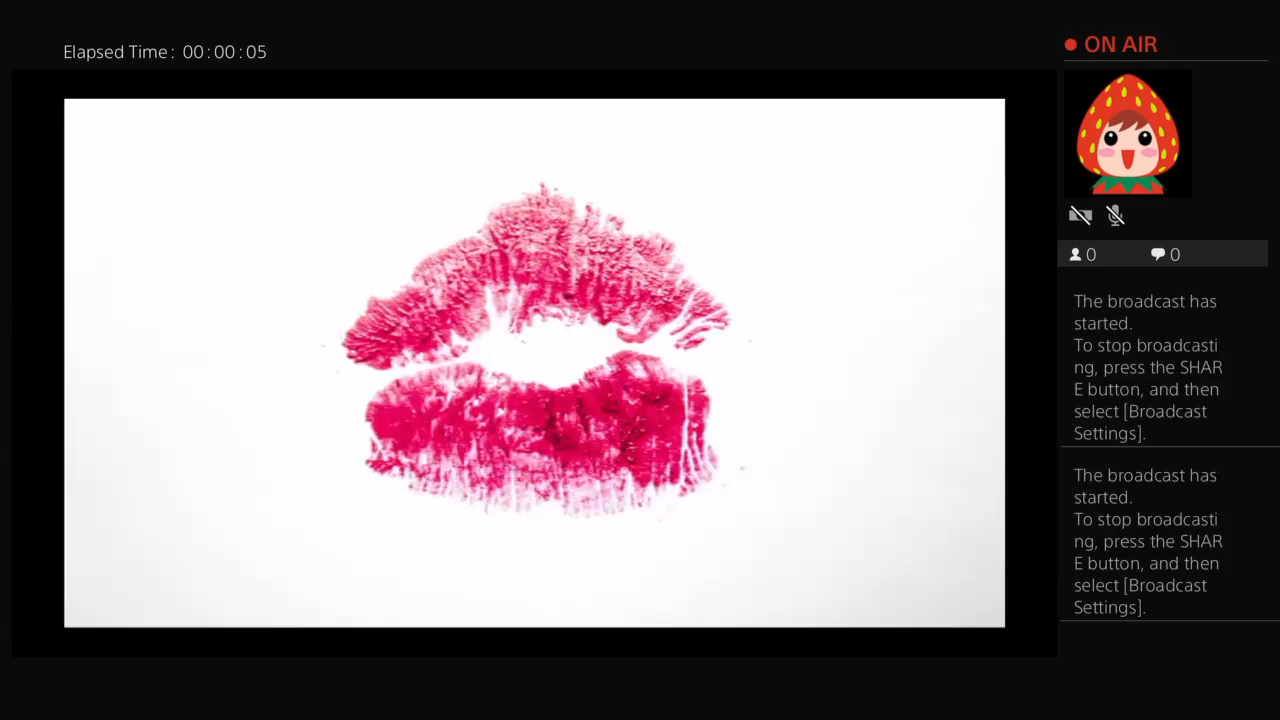 Elapsed Time: 00:00:05
ON AIR
0
0
The broadcast has
started.
To stop broadcasti
ng, press the SHAR
E button, and then
select [Broadcast
Settings].
The broadcast has
started.
To stop broadcasti
ng, press the SHAR
E button, and then
select [Broadcast
Settings].